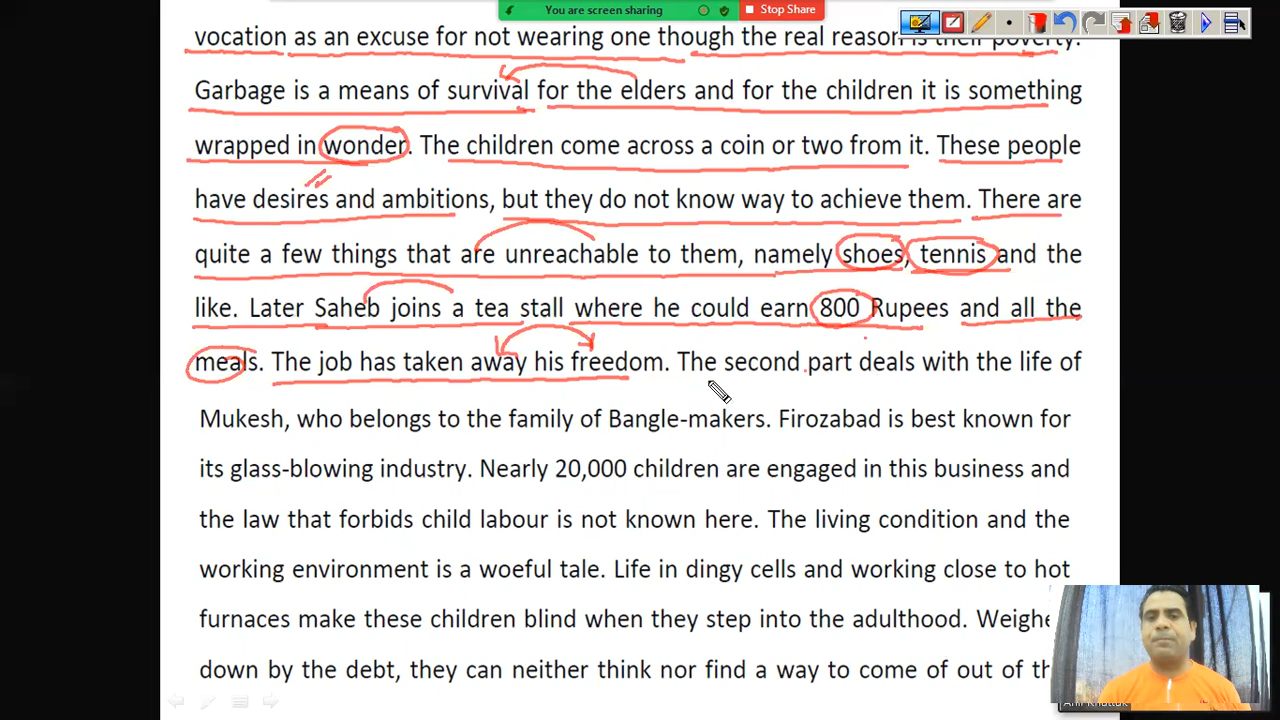 You are screen sharing
Stop Share
vocation as an excuse for not wearing one though the real reason is their poverty.
Garbage is a means of survival for the elders and for the children it is something
wrapped in wonder. The children come across a coin or two from it. These people
have desires and ambitions, but they do not know way to achieve them. There are
quite a few things that are unreachable to them, namely shoes, tennis and the
like. Later Saheb joins a tea stall where he could earn 800 Rupees and all the
meals. The job has taken away his freedom. The second part deals with the life of
Mukesh, who belongs to the family of Bangle-makers. Firozabad is best known for
its glass-blowing industry. Nearly 20,000 children are engaged in this business and
the law that forbids child labour is not known here. The living condition and the
working environment is a woeful tale. Life in dingy cells and working close to hot
furnaces make these children blind when they step into the adulthood. Weighe
down by the debt, they can neither think nor find a way to come of out of th